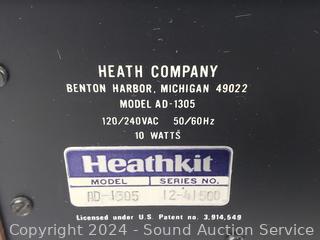 HEATH COMPANY
BENTON HARBOR, MICHIGAN 49022
MODEL AD-1305
120/240VAC 50/60Hz
10 WATTS
Heathkit
MODEL SERIES NO.
AD-1305 12-41500
Licensed under U.S. Patent no. 3,914,549
Copyright 2024 - Sound Auction Service